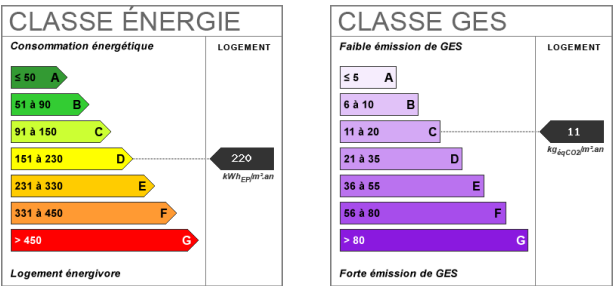 CLASSE ÉNERGIE
Consommation énergétique
LOGEMENT
≤ 50 A
51 à 90 B
91 à 150 C
151 à 230 D
220
kWhEP/m².an
231 à 330 E
331 à 450 F
> 450 G
Logement énergivore
CLASSE GES
Faible émission de GES
LOGEMENT
≤ 5 A
6 à 10 B
11 à 20 C
11
kgéqCO2/m².an
21 à 35 D
36 à 55 E
56 à 80 F
> 80 G
Forte émission de GES